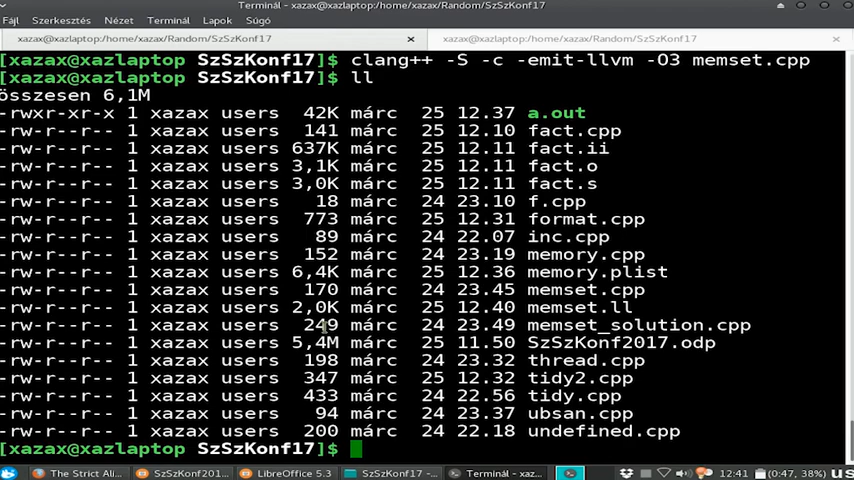 Terminál - xazax@xazlaptop:/home/xazax/Random/SzSzKonf17
Fájl Szerkesztés Nézet Terminál Lapok Súgó
xazax@xazlaptop:/home/xazax/Random/SzSzKonf17 × xazax@xazlaptop:/home/xazax/Random/SzSzKonf17 ×
[xazax@xazlaptop SzSzKonf17]$ clang++ -S -c -emit-llvm -O3 memset.cpp
[xazax@xazlaptop SzSzKonf17]$ ll
összesen 6,1M
-rwxr-xr-x 1 xazax users 42K márc 25 12.37 a.out
-rw-r--r-- 1 xazax users 141 márc 25 12.10 fact.cpp
-rw-r--r-- 1 xazax users 637K márc 25 12.11 fact.ii
-rw-r--r-- 1 xazax users 3,1K márc 25 12.11 fact.o
-rw-r--r-- 1 xazax users 3,0K márc 25 12.11 fact.s
-rw-r--r-- 1 xazax users 18 márc 24 23.10 f.cpp
-rw-r--r-- 1 xazax users 773 márc 25 12.31 format.cpp
-rw-r--r-- 1 xazax users 89 márc 24 22.07 inc.cpp
-rw-r--r-- 1 xazax users 152 márc 24 23.19 memory.cpp
-rw-r--r-- 1 xazax users 6,4K márc 25 12.36 memory.plist
-rw-r--r-- 1 xazax users 170 márc 24 23.45 memset.cpp
-rw-r--r-- 1 xazax users 2,0K márc 25 12.40 memset.ll
-rw-r--r-- 1 xazax users 249 márc 24 23.49 memset_solution.cpp
-rw-r--r-- 1 xazax users 5,4M márc 25 11.50 SzSzKonf2017.odp
-rw-r--r-- 1 xazax users 198 márc 24 23.32 thread.cpp
-rw-r--r-- 1 xazax users 347 márc 25 12.32 tidy2.cpp
-rw-r--r-- 1 xazax users 433 márc 24 22.56 tidy.cpp
-rw-r--r-- 1 xazax users 94 márc 24 23.37 ubsan.cpp
-rw-r--r-- 1 xazax users 200 márc 24 22.18 undefined.cpp
[xazax@xazlaptop SzSzKonf17]$
The Strict Ali... SzSzKonf201... LibreOffice 5.3 SzSzKonf17 -... Terminál - xaz... 12:41 (0:47, 38%) us